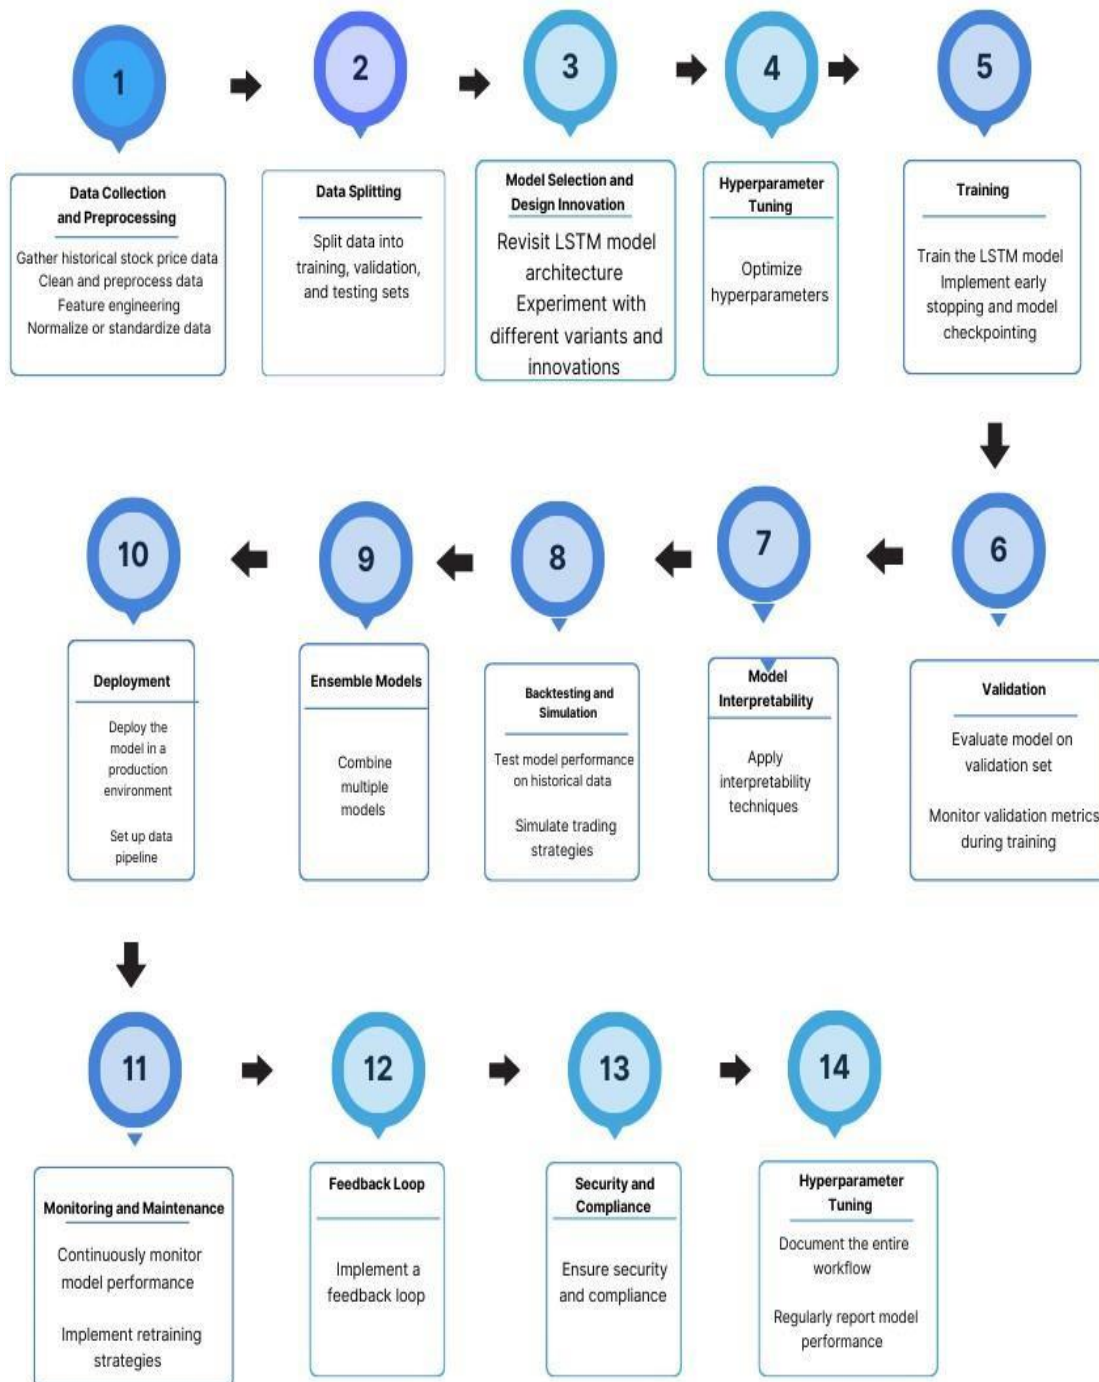 1
Data Collection
and Preprocessing
Gather historical stock price data
Clean and preprocess data
Feature engineering
Normalize or standardize data
2
Data Splitting
Split data into
training, validation,
and testing sets
3
Model Selection and
Design Innovation
Revisit LSTM model
architecture
Experiment with
different variants and
innovations
4
Hyperparameter
Tuning
Optimize
hyperparameters
5
Training
Train the LSTM model
Implement early
stopping and model
checkpointing
6
Validation
Evaluate model on
validation set
Monitor validation metrics
during training
7
Model
Interpretability
Apply
interpretability
techniques
8
Backtesting and
Simulation
Test model performance
on historical data
Simulate trading
strategies
9
Ensemble Models
Combine
multiple
models
10
Deployment
Deploy the
model in a
production
environment
Set up data
pipeline
11
Monitoring and Maintenance
Continuously monitor
model performance
Implement retraining
strategies
12
Feedback Loop
Implement a
feedback loop
13
Security and
Compliance
Ensure security
and compliance
14
Hyperparameter
Tuning
Document the entire
workflow
Regularly report model
performance